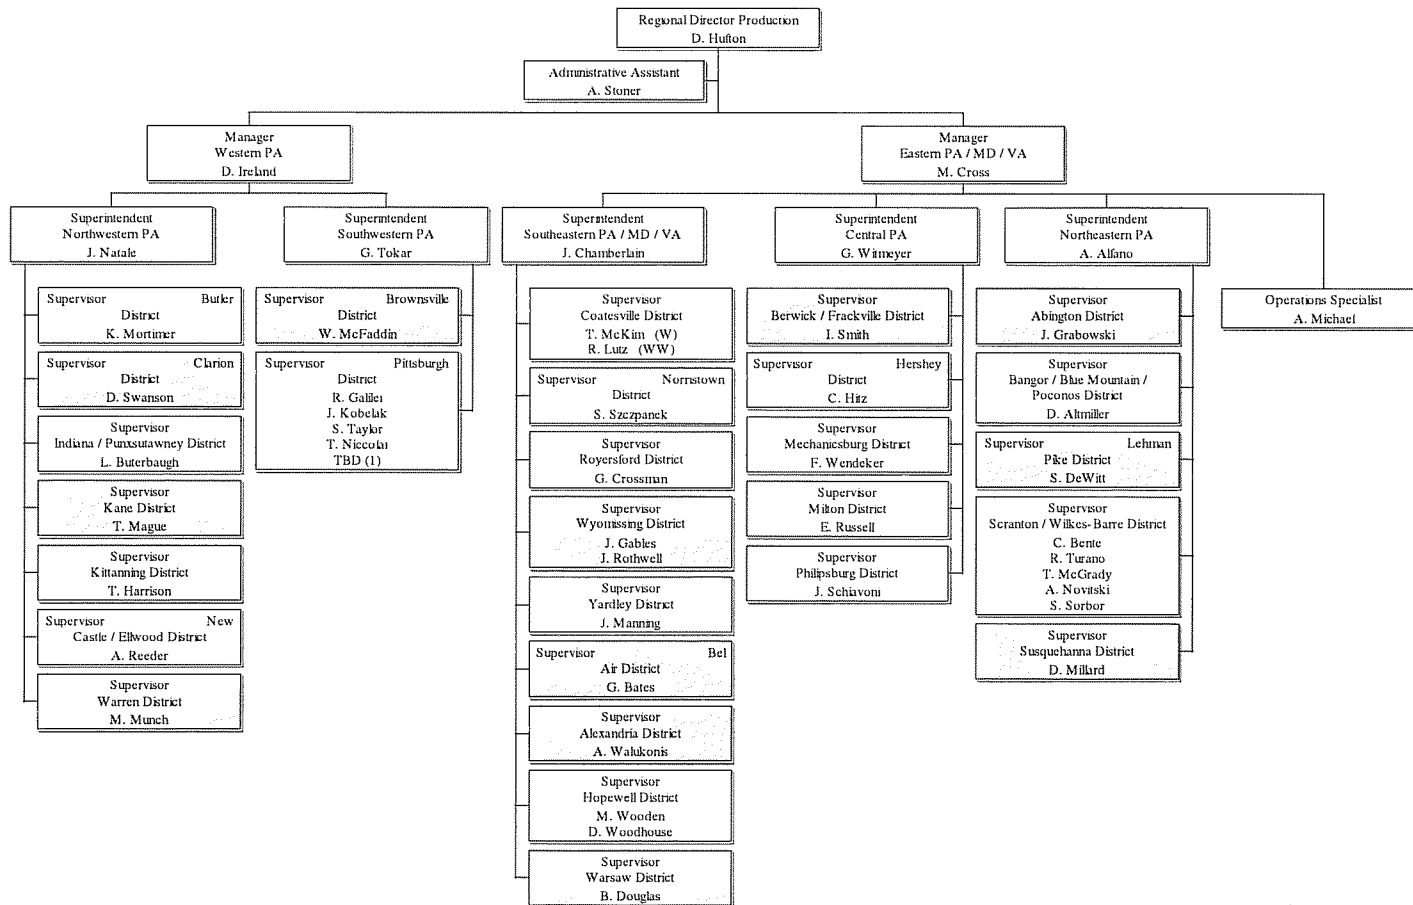 Regional Director Production
D. Hufton
Administrative Assistant
A. Stoner
Manager
Western PA
D. Ireland
Manager
Eastern PA / MD / VA
M. Cross
Superintendent
Northwestern PA
J. Natale
Superintendent
Southwestern PA
G. Tokar
Superintendent
Southeastern PA / MD / VA
J. Chamberlain
Superintendent
Central PA
G. Witmeyer
Superintendent
Northeastern PA
A. Alfano
Operations Specialist
A. Michael
Supervisor Butler
District
K. Mortimer
Supervisor Clarion
District
D. Swanson
Supervisor
Indiana / Punxsutawney District
L. Buterbaugh
Supervisor
Kane District
T. Mague
Supervisor
Kittanning District
T. Harrison
Supervisor New
Castle / Ellwood District
A. Reeder
Supervisor
Warren District
M. Munch
Supervisor Brownsville
District
W. McFaddin
Supervisor Pittsburgh
District
R. Galilei
J. Kobelak
S. Taylor
T. Niccolai
TBD (1)
Supervisor
Coatesville District
T. McKim (W)
R. Lutz (WW)
Supervisor Norristown
District
S. Szczpanek
Supervisor
Royersford District
G. Crossman
Supervisor
Wyomissing District
J. Gables
J. Rothwell
Supervisor
Yardley District
J. Manning
Supervisor Bel
Air District
G. Bates
Supervisor
Alexandria District
A. Walukonis
Supervisor
Hopewell District
M. Wooden
D. Woodhouse
Supervisor
Warsaw District
B. Douglas
Supervisor
Berwick / Frackville District
I. Smith
Supervisor Hershey
District
C. Hitz
Supervisor
Mechanicsburg District
F. Wendeker
Supervisor
Milton District
E. Russell
Supervisor
Philipsburg District
J. Schiavoni
Supervisor
Abington District
J. Grabowski
Supervisor
Bangor / Blue Mountain /
Poconos District
D. Altmiller
Supervisor Lehman
Pike District
S. DeWitt
Supervisor
Scranton / Wilkes-Barre District
C. Bente
R. Turano
T. McGrady
A. Novitski
S. Sorbor
Supervisor
Susquehanna District
D. Millard